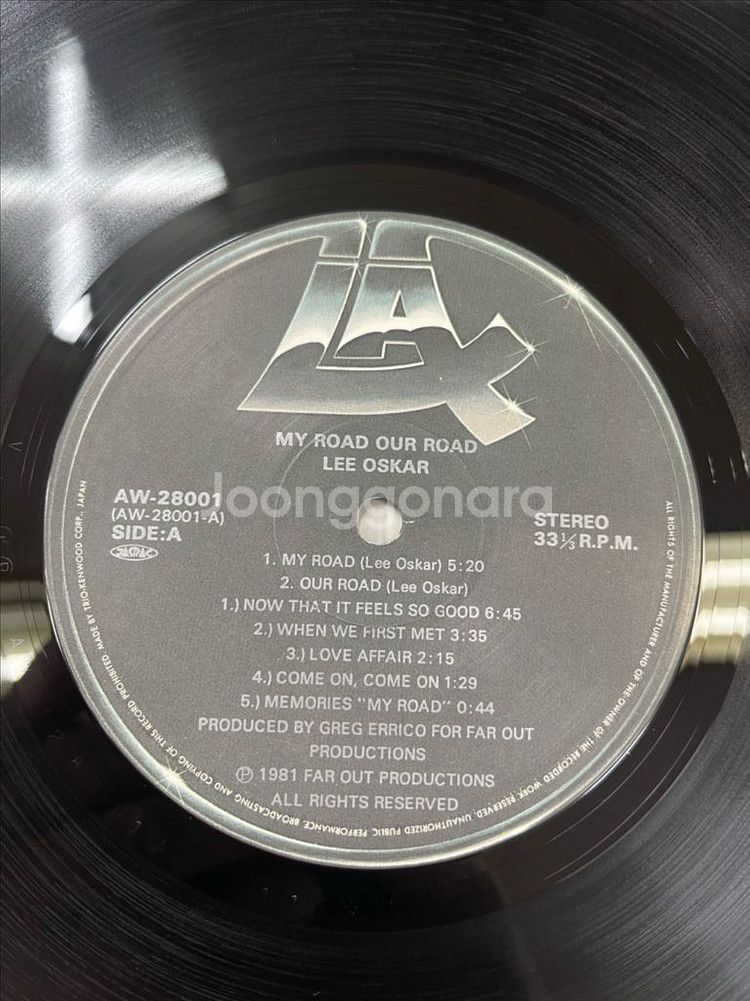 LAX
MY ROAD OUR ROAD
LEE OSKAR
AW-28001
(AW-28001-A)
SIDE:A
JASRAC
STEREO
33⅓ R.P.M.
1. MY ROAD (Lee Oskar) 5:20
2. OUR ROAD (Lee Oskar)
1.) NOW THAT IT FEELS SO GOOD 6:45
2.) WHEN WE FIRST MET 3:35
3.) LOVE AFFAIR 2:15
4.) COME ON, COME ON 1:29
5.) MEMORIES "MY ROAD" 0:44
PRODUCED BY GREG ERRICO FOR FAR OUT
PRODUCTIONS
Ⓟ 1981 FAR OUT PRODUCTIONS
ALL RIGHTS RESERVED
ALL RIGHTS OF THE MANUFACTURER AND OF THE OWNER OF THE RECORDED WORK RESERVED. UNAUTHORIZED PUBLIC PERFORMANCE, BROADCASTING AND COPYING OF THIS RECORD PROHIBITED. MADE BY TRIO-KENWOOD CORP., JAPAN
Joonggonara